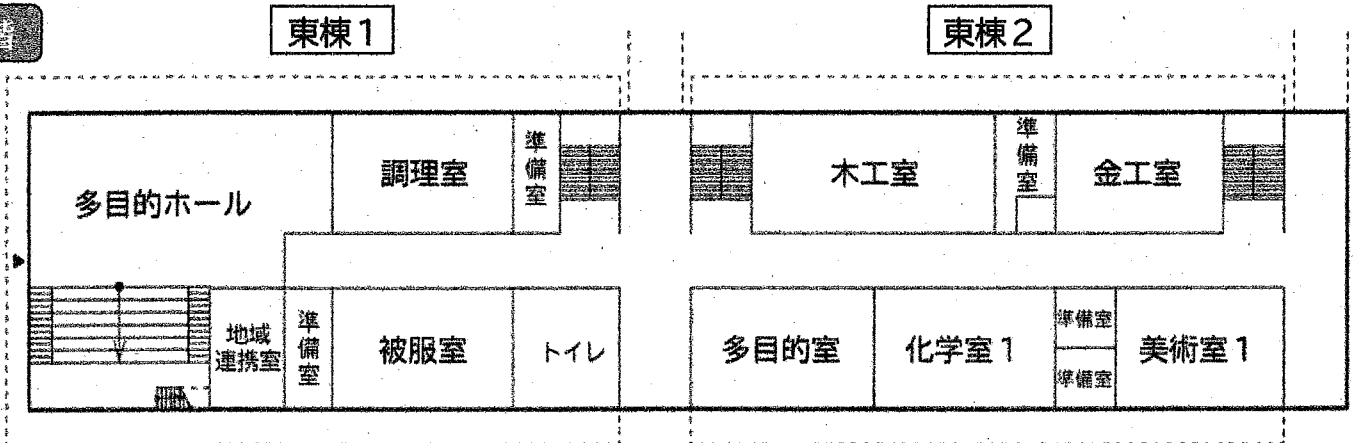 階
東棟1
東棟2
多目的ホール
調理室
準備室
木工室
準備室
金工室
地域
連携室
準備室
被服室
トイレ
多目的室
化学室1
準備室
準備室
美術室1